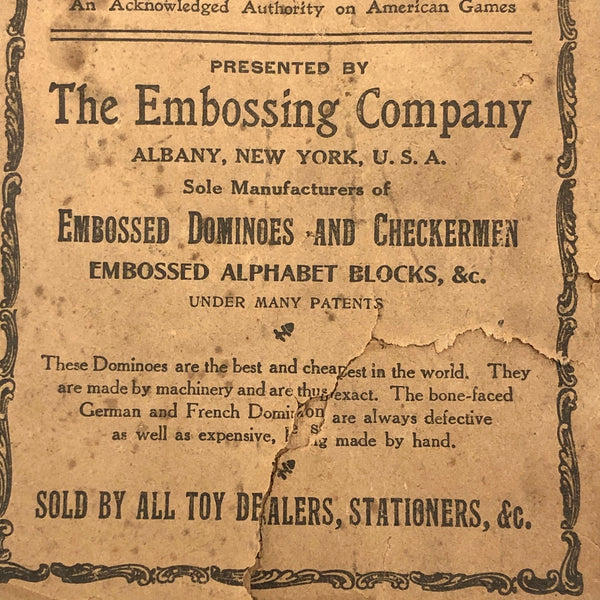 An Acknowledged Authority on American Games
PRESENTED BY
The Embossing Company
ALBANY, NEW YORK, U. S. A.
Sole Manufacturers of
EMBOSSED DOMINOES AND CHECKERMEN
EMBOSSED ALPHABET BLOCKS, &c.
UNDER MANY PATENTS
These Dominoes are the best and cheapest in the world. They
are made by machinery and are thus exact. The bone-faced
German and French are always defective
as well as expensive, made by hand.
SOLD BY ALL TOY DEALERS, STATIONERS, &c.